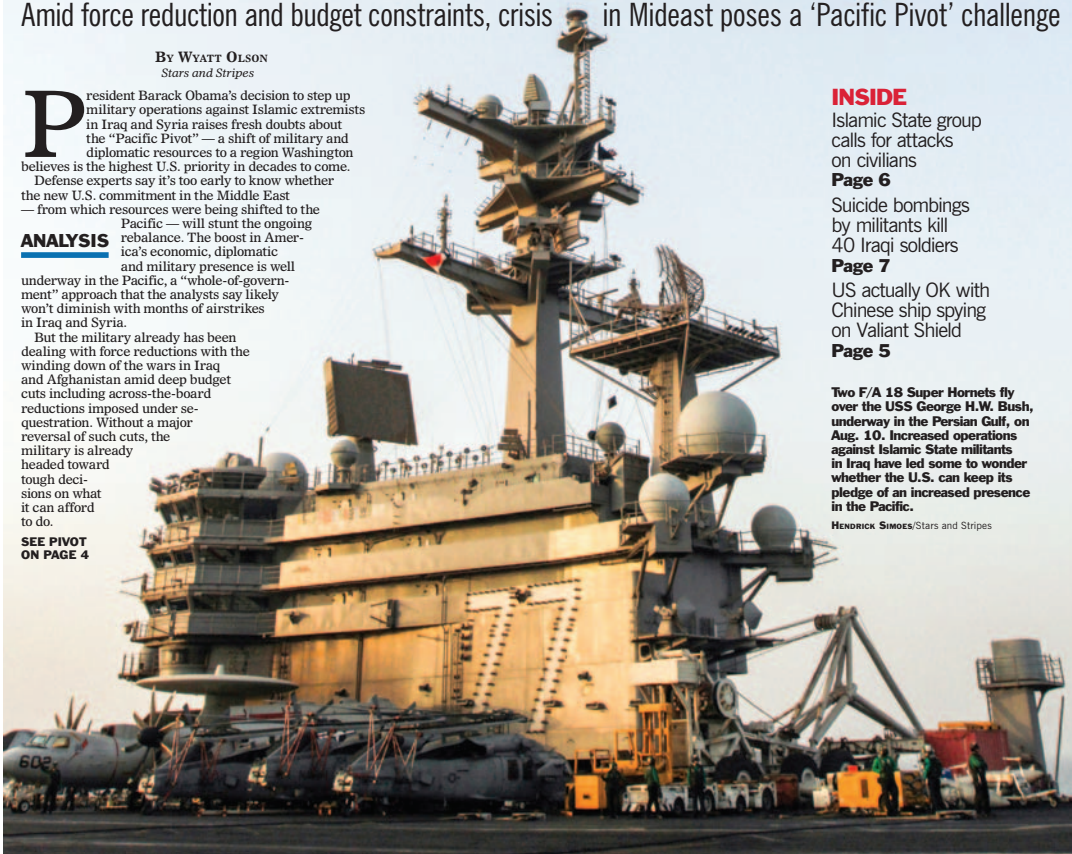 Amid force reduction and budget constraints, crisis in Mideast poses a ‘Pacific Pivot’ challenge
BY WYATT OLSON
Stars and Stripes
President Barack Obama’s decision to step up
military operations against Islamic extremists
in Iraq and Syria raises fresh doubts about
the “Pacific Pivot” — a shift of military and
diplomatic resources to a region Washington
believes is the highest U.S. priority in decades to come.
Defense experts say it’s too early to know whether
the new U.S. commitment in the Middle East
— from which resources were being shifted to the
Pacific — will stunt the ongoing
ANALYSIS
rebalance. The boost in Amer-
ica’s economic, diplomatic
and military presence is well
underway in the Pacific, a “whole-of-govern-
ment” approach that the analysts say likely
won’t diminish with months of airstrikes
in Iraq and Syria.
But the military already has been
dealing with force reductions with the
winding down of the wars in Iraq
and Afghanistan amid deep budget
cuts including across-the-board
reductions imposed under se-
questration. Without a major
reversal of such cuts, the
military is already
headed toward
tough deci-
sions on what
it can afford
to do.
SEE PIVOT
ON PAGE 4
INSIDE
Islamic State group
calls for attacks
on civilians
Page 6
Suicide bombings
by militants kill
40 Iraqi soldiers
Page 7
US actually OK with
Chinese ship spying
on Valiant Shield
Page 5
Two F/A 18 Super Hornets fly
over the USS George H.W. Bush,
underway in the Persian Gulf, on
Aug. 10. Increased operations
against Islamic State militants
in Iraq have led some to wonder
whether the U.S. can keep its
pledge of an increased presence
in the Pacific.
HENDRICK SIMOES/Stars and Stripes
77
602